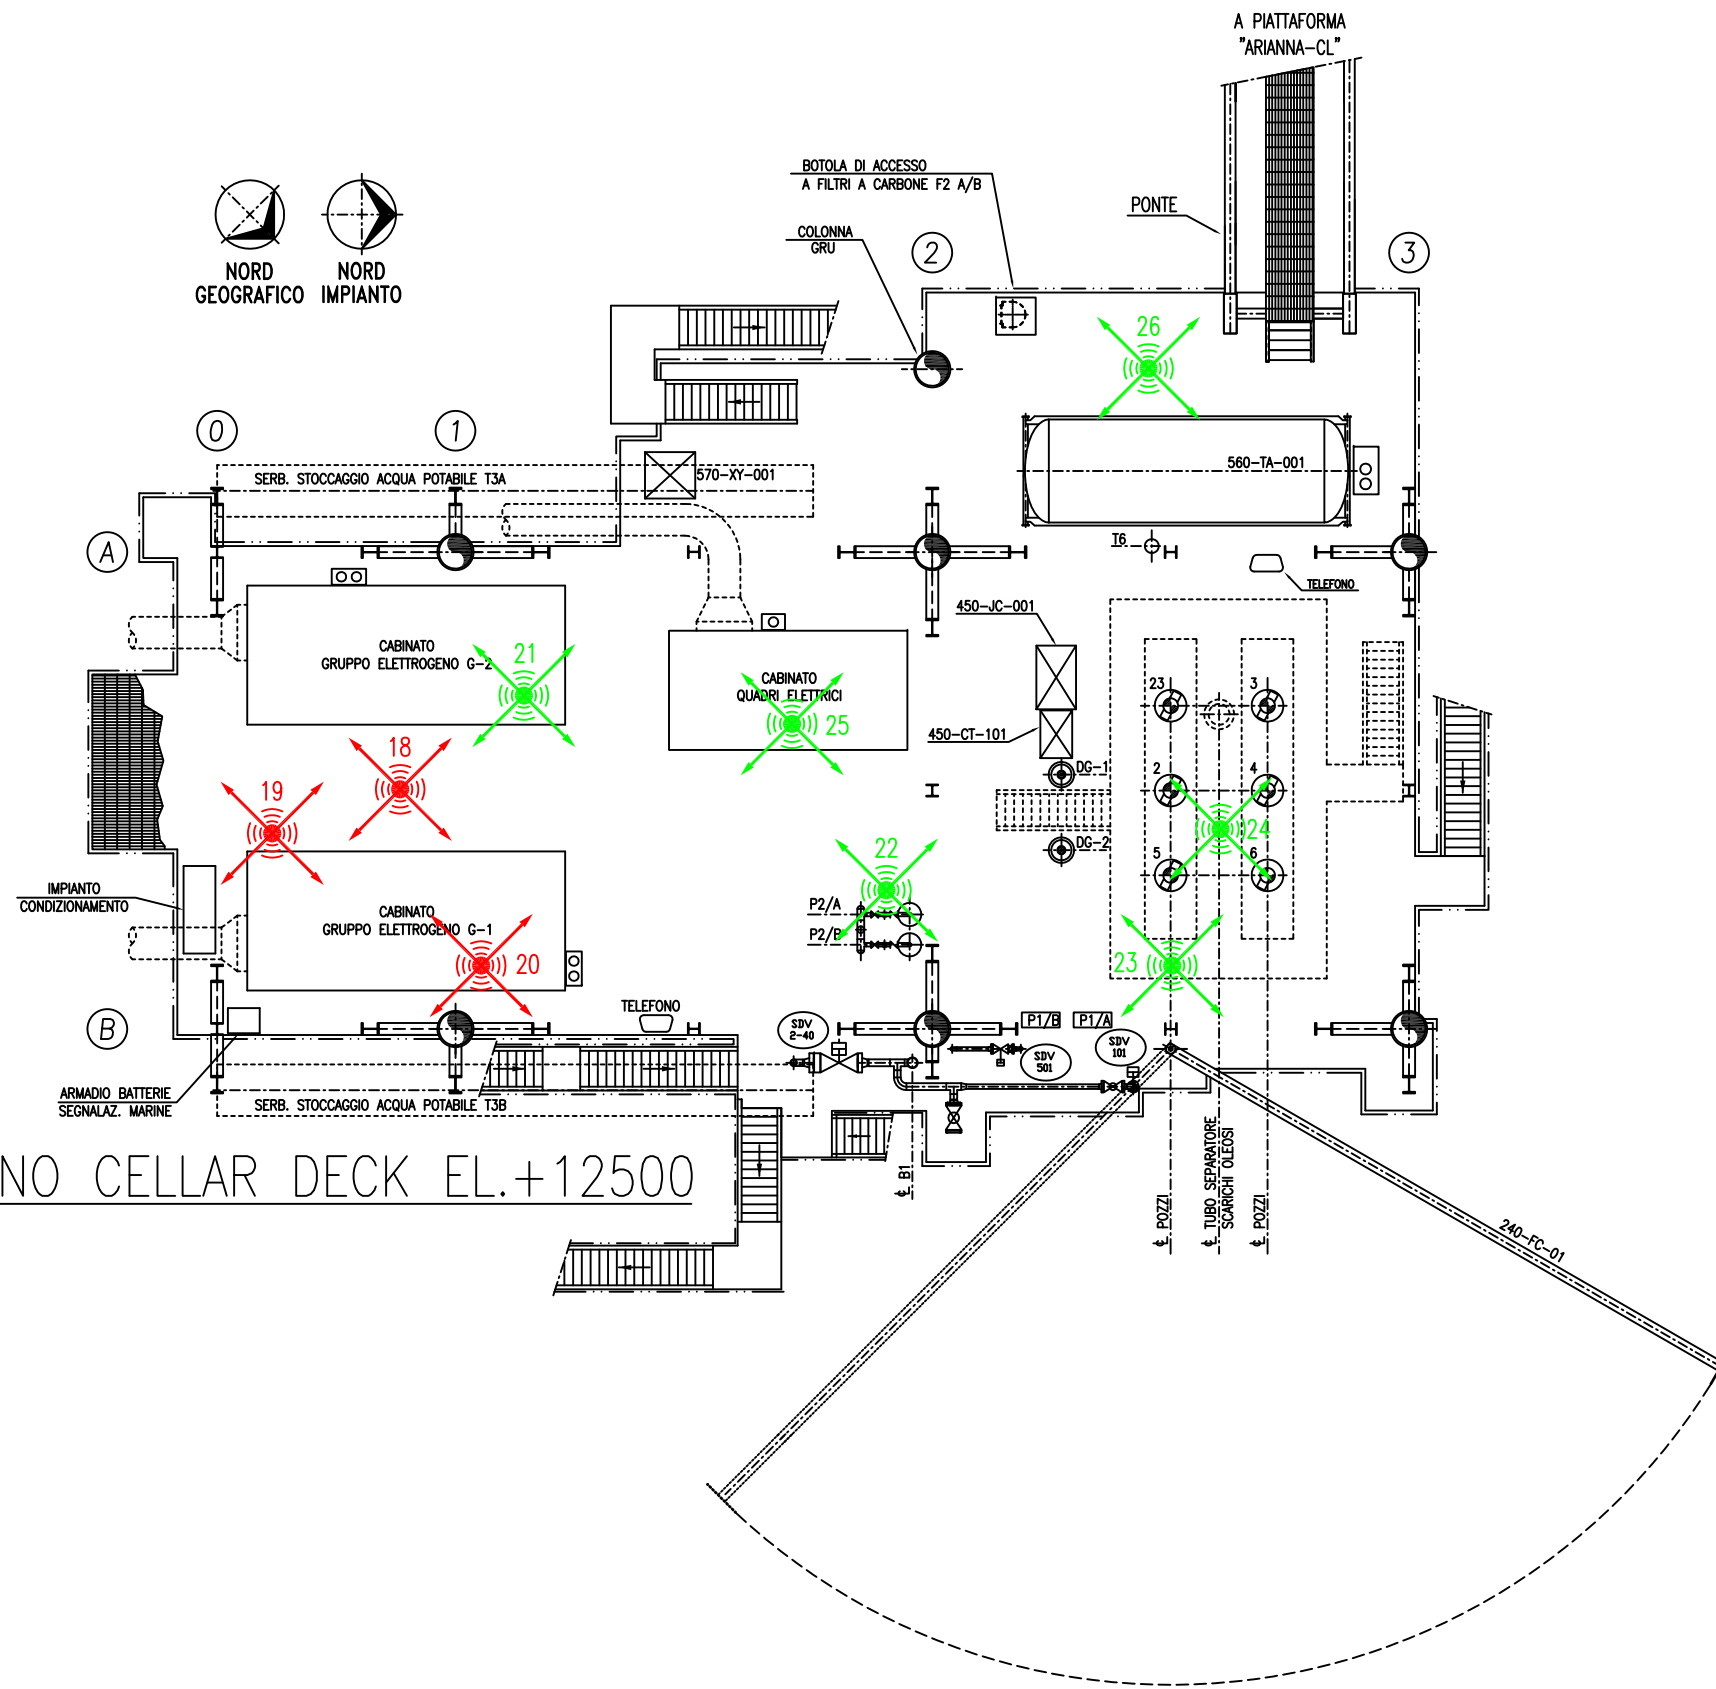 A PIATTAFORMA
"ARIANNA-CL"
BOTOLA DI ACCESSO
A FILTRI A CARBONE F2 A/B
PONTE
COLONNA
GRU
2
3
NORD
GEOGRAFICO
NORD
IMPIANTO
26
0
1
SERB. STOCCAGGIO ACQUA POTABILE T3A
570-XY-001
560-TA-001
A
T6
TELEFONO
450-JC-001
CABINATO
GRUPPO ELETTROGENO G-2
21
CABINATO
QUADRI ELETTRICI
25
23
3
450-CT-101
18
19
DG-1
2
4
24
DG-2
22
5
6
IMPIANTO
CONDIZIONAMENTO
CABINATO
GRUPPO ELETTROGENO G-1
20
P2/A
P2/B
23
B
TELEFONO
SDV
2-40
P1/B
P1/A
SDV
501
SDV
101
ARMADIO BATTERIE
SEGNALAZ. MARINE
SERB. STOCCAGGIO ACQUA POTABILE T3B
NO CELLAR DECK EL.+12500
℄ B1
℄ POZZI
℄ TUBO SEPARATORE
SCARICHI OLEOSI
℄ POZZI
240-FC-01